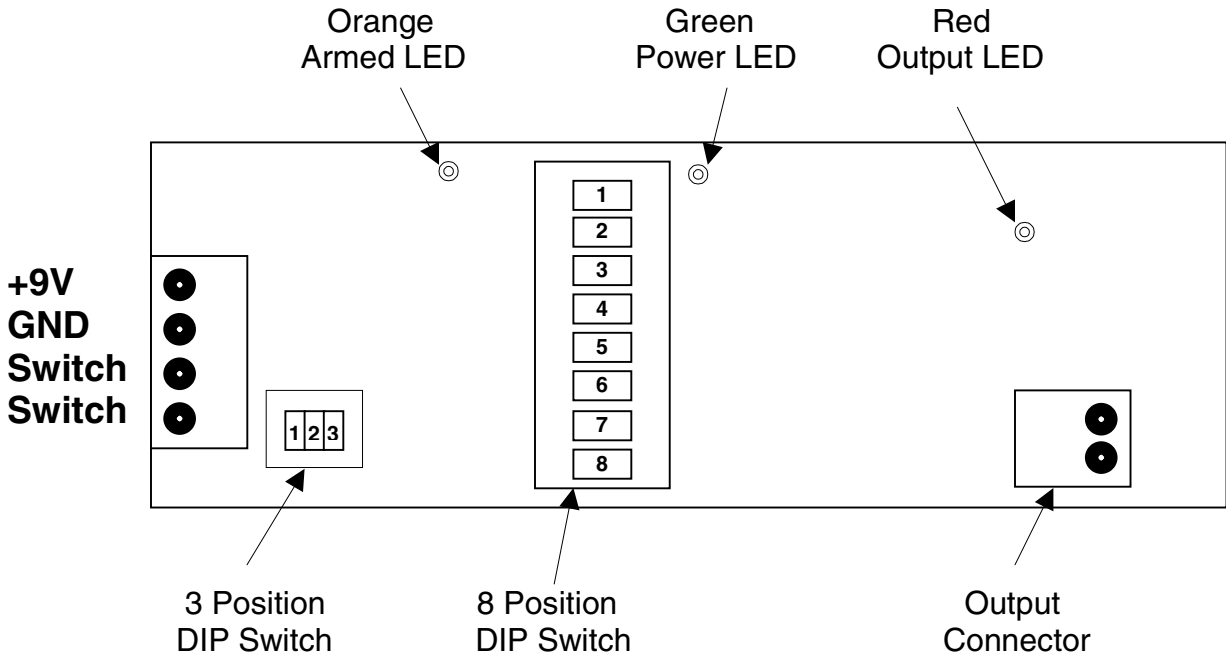 Orange
Armed LED
Green
Power LED
Red
Output LED
+9V
GND
Switch
Switch
1
2
3
4
5
6
7
8
1 2 3
3 Position
DIP Switch
8 Position
DIP Switch
Output
Connector